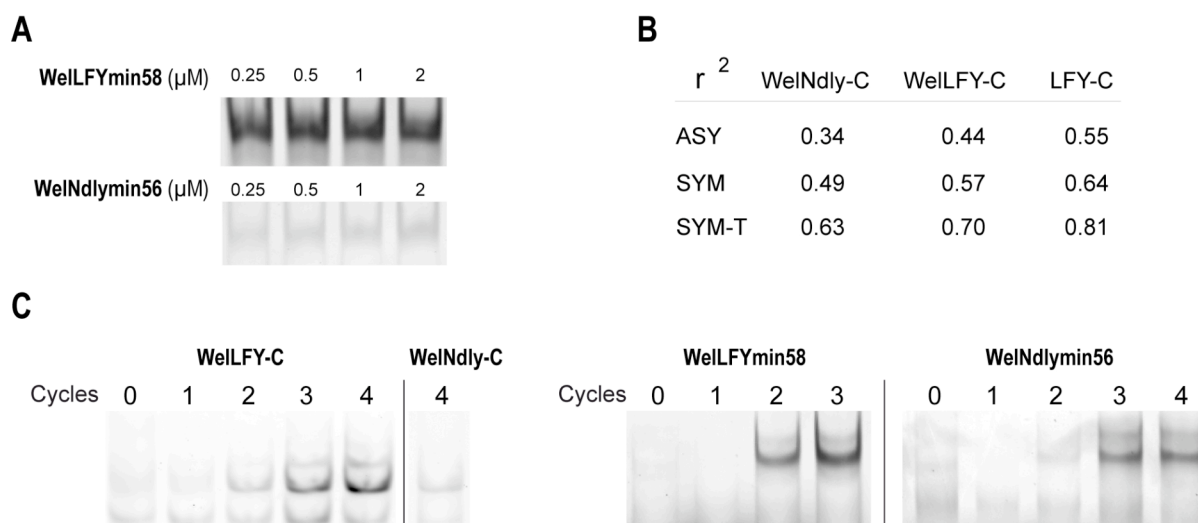 A
WelLFYmin58 (µM) 0.25 0.5 1 2
WelNdlymin56 (µM) 0.25 0.5 1 2
B
r 2 WelNdly-C WelLFY-C LFY-C
ASY 0.34 0.44 0.55
SYM 0.49 0.57 0.64
SYM-T 0.63 0.70 0.81
C
WelLFY-C WelNdly-C
Cycles 0 1 2 3 4 4
WelLFYmin58 WelNdlymin56
Cycles 0 1 2 3 0 1 2 3 4